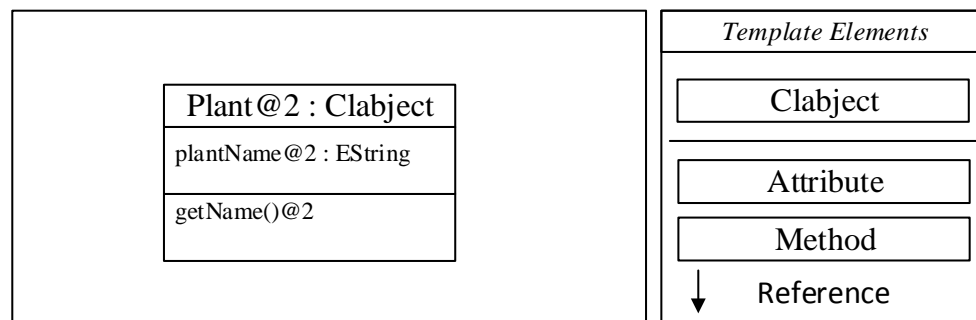 Plant@2 : Clabject
plantName@2 : EString
getName()@2
Template Elements
Clabject
Attribute
Method
Reference